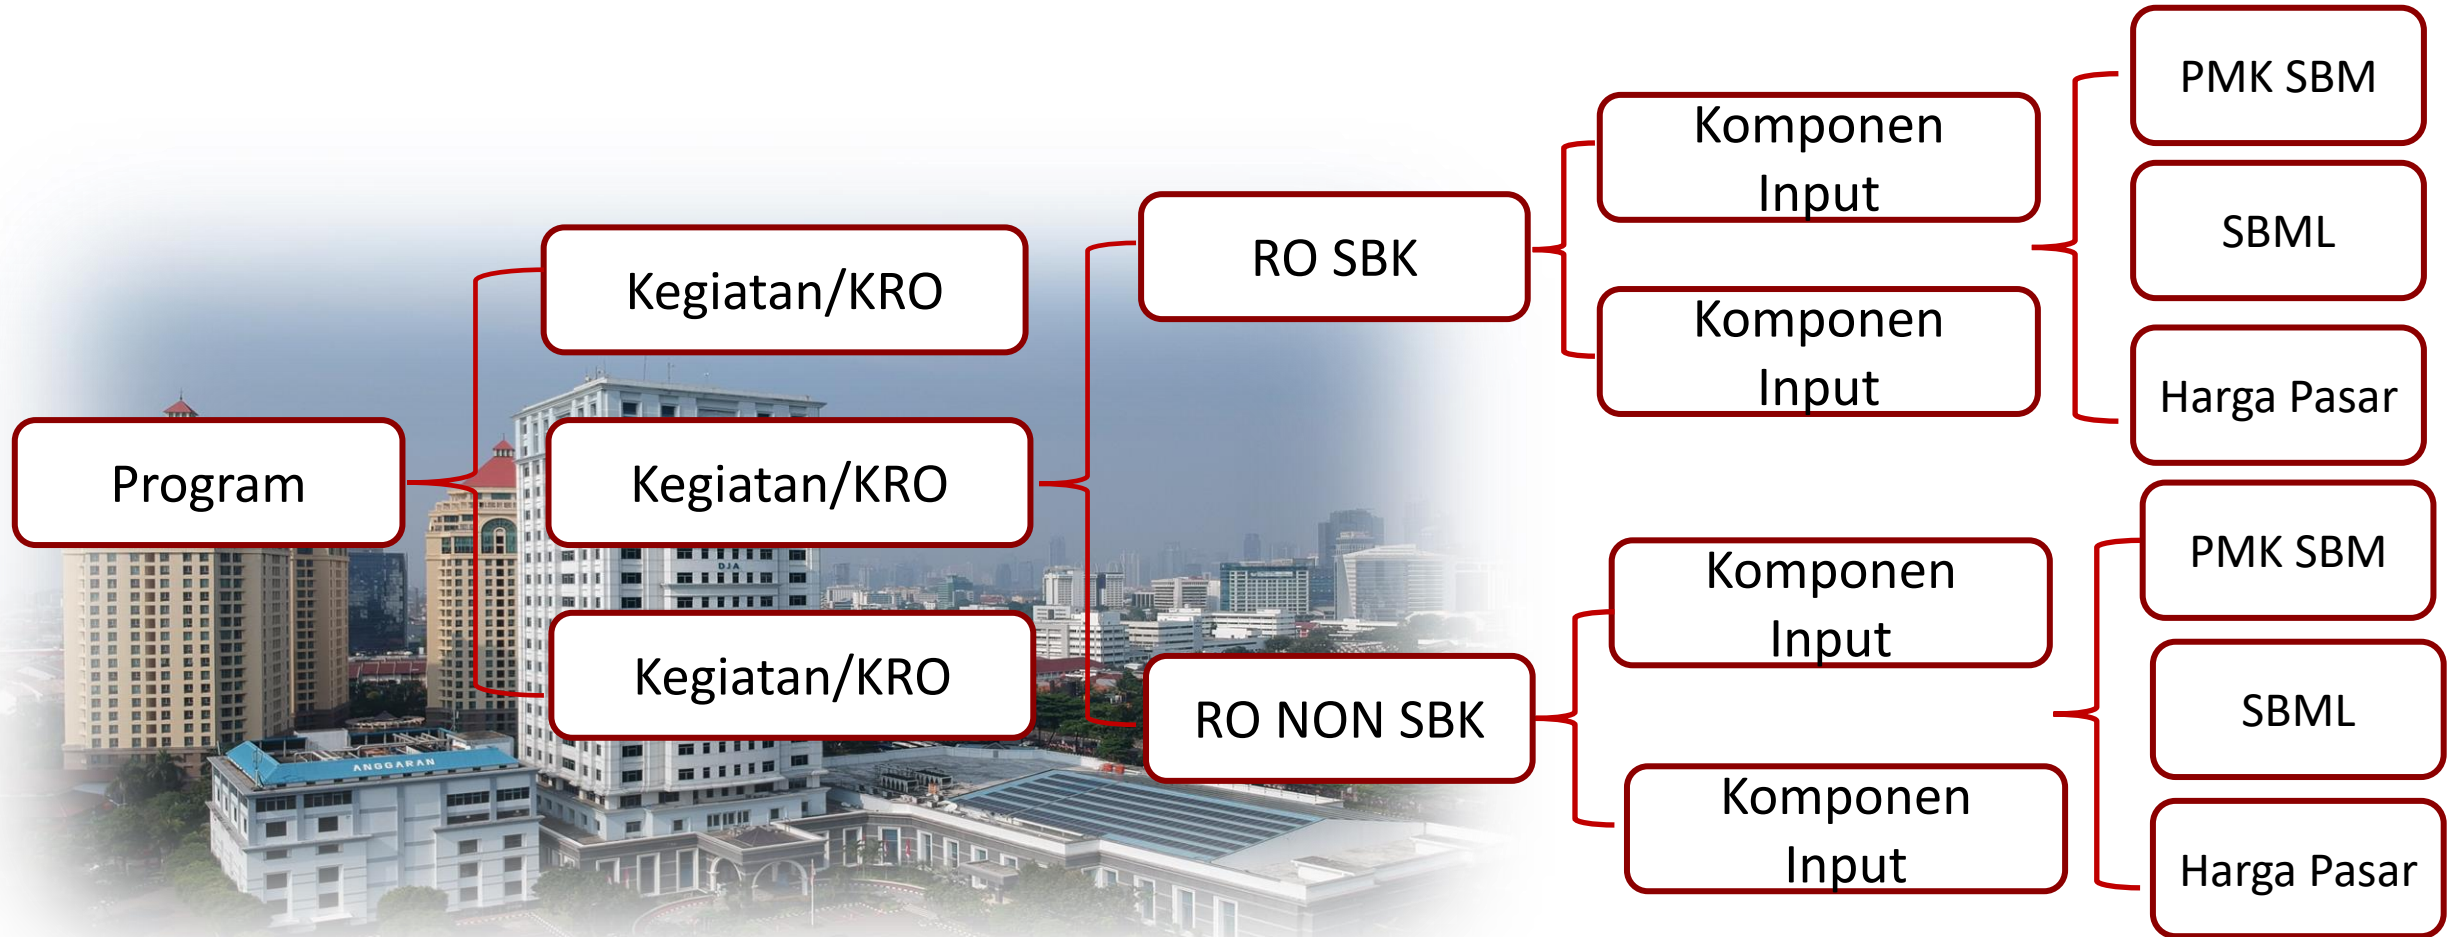 Program
Kegiatan/KRO
Kegiatan/KRO
Kegiatan/KRO
RO SBK
RO NON SBK
Komponen
Input
Komponen
Input
PMK SBM
SBML
Harga Pasar
Komponen
Input
Komponen
Input
PMK SBM
SBML
Harga Pasar
DJA
ANGGARAN